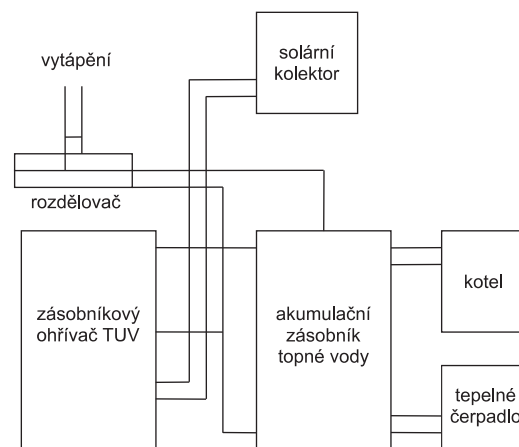 solární
kolektor
vytápění
rozdělovač
zásobníkový
ohřívač TUV
akumulační
zásobník
topné vody
kotel
tepelné
čerpadlo